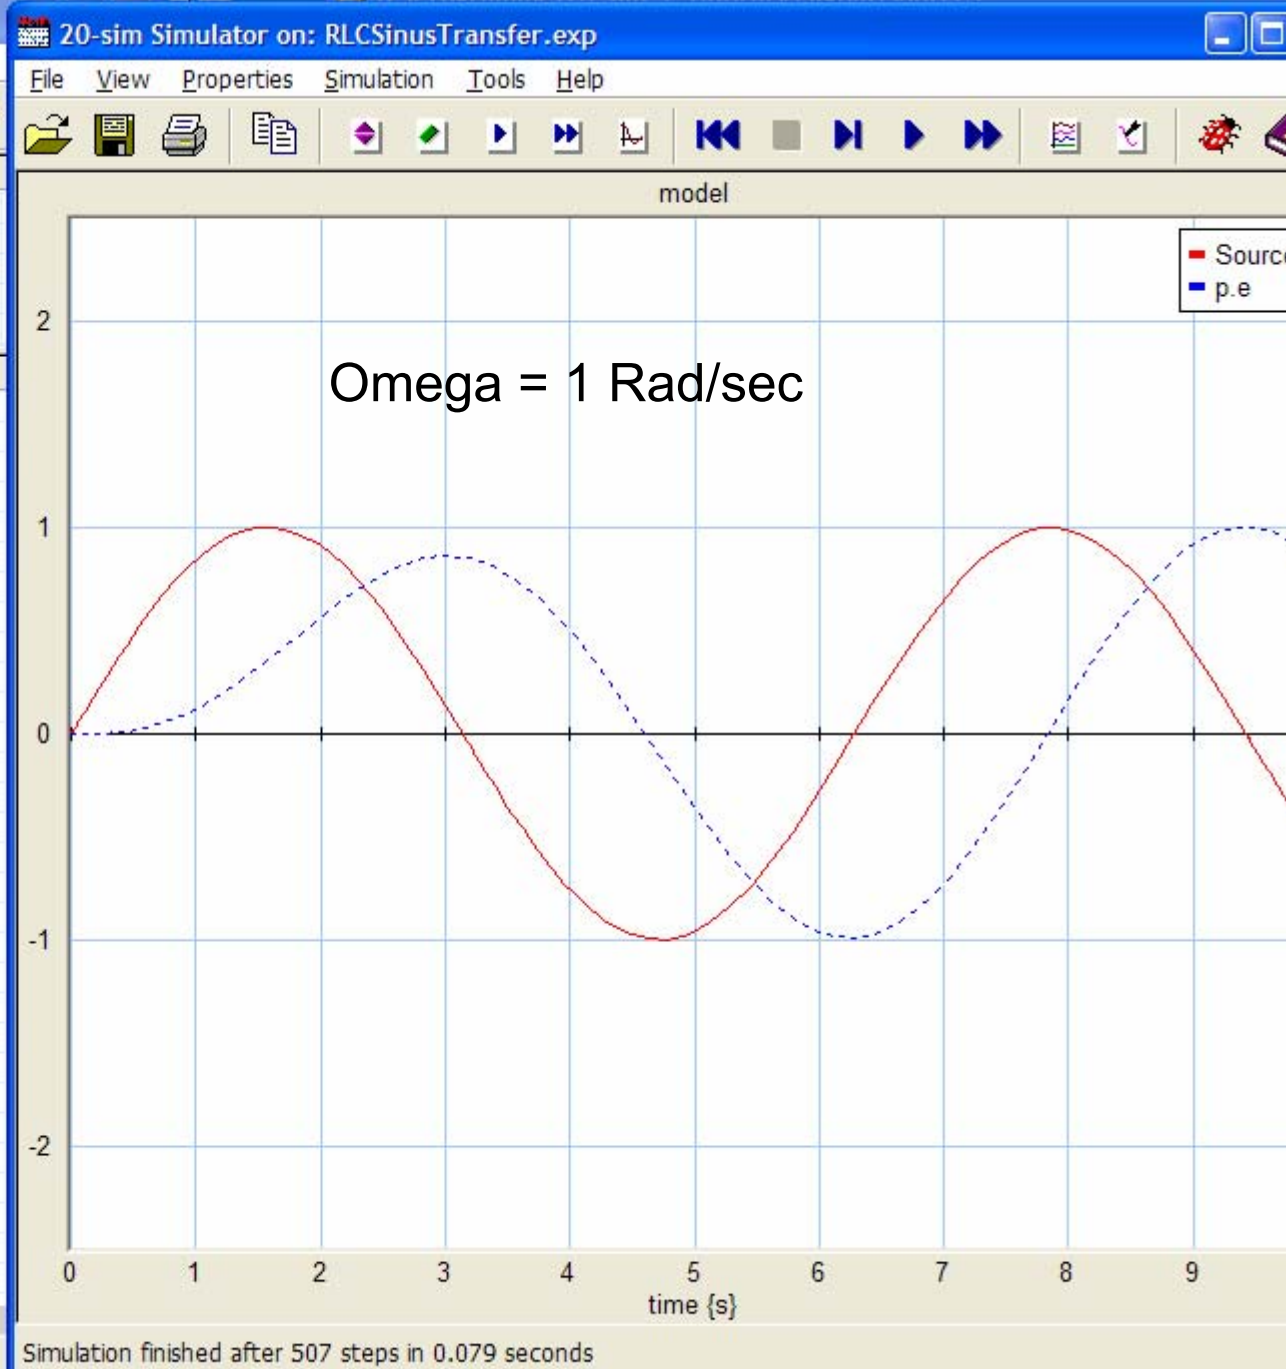 20-sim Simulator on: RLCSinusTransfer.exp
File View Properties Simulation Tools Help
model
Source
p.e
2
Omega = 1 Rad/sec
1
0
-1
-2
0 1 2 3 4 5 6 7 8 9
time {s}
Simulation finished after 507 steps in 0.079 seconds